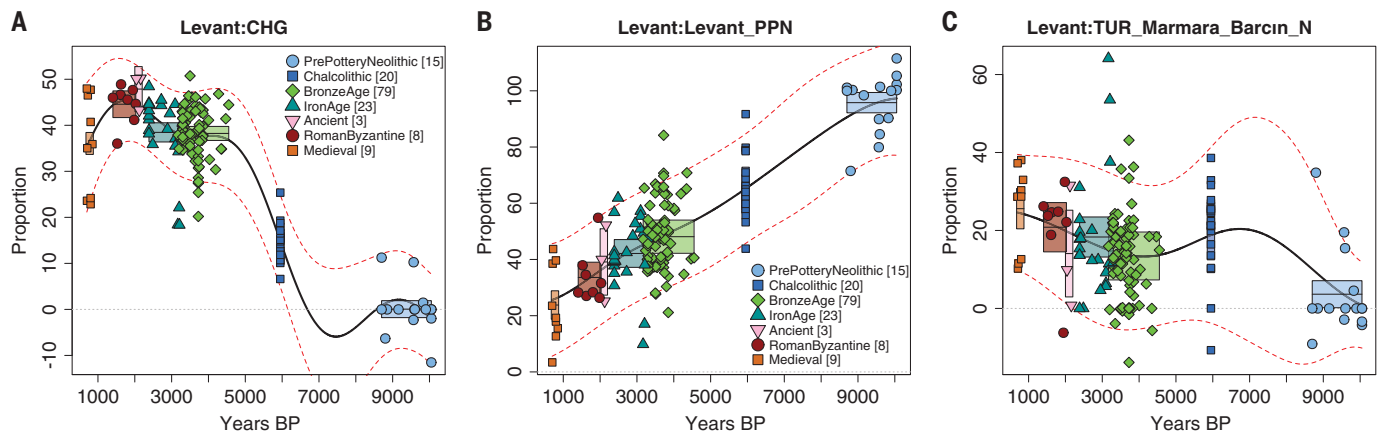 A
Levant:CHG
Proportion
50
40
30
20
10
0
-10
PrePotteryNeolithic [15]
Chalcolithic [20]
BronzeAge [79]
IronAge [23]
Ancient [3]
RomanByzantine [8]
Medieval [9]
1000 3000 5000 7000 9000
Years BP
B
Levant:Levant_PPN
Proportion
100
80
60
40
20
0
PrePotteryNeolithic [15]
Chalcolithic [20]
BronzeAge [79]
IronAge [23]
Ancient [3]
RomanByzantine [8]
Medieval [9]
1000 3000 5000 7000 9000
Years BP
C
Levant:TUR_Marmara_Barcın_N
Proportion
60
40
20
0
1000 3000 5000 7000 9000
Years BP